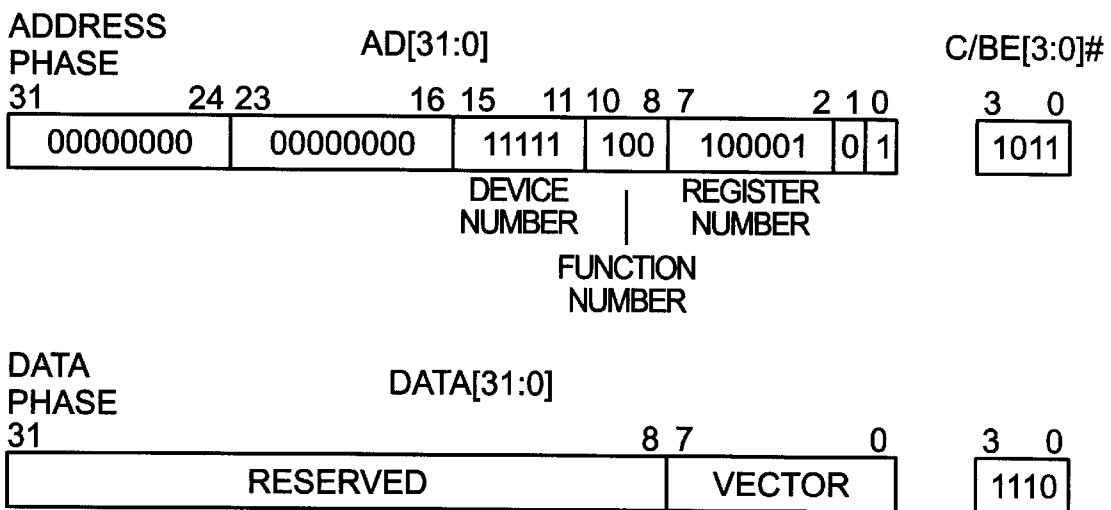 ADDRESS
PHASE
AD[31:0]
C/BE[3:0]#
31 24 23 16 15 11 10 8 7 2 1 0 3 0
00000000 00000000 11111 100 100001 0 1 1011
DEVICE
NUMBER
REGISTER
NUMBER
FUNCTION
NUMBER
DATA
PHASE
DATA[31:0]
31 8 7 0 3 0
RESERVED VECTOR 1110